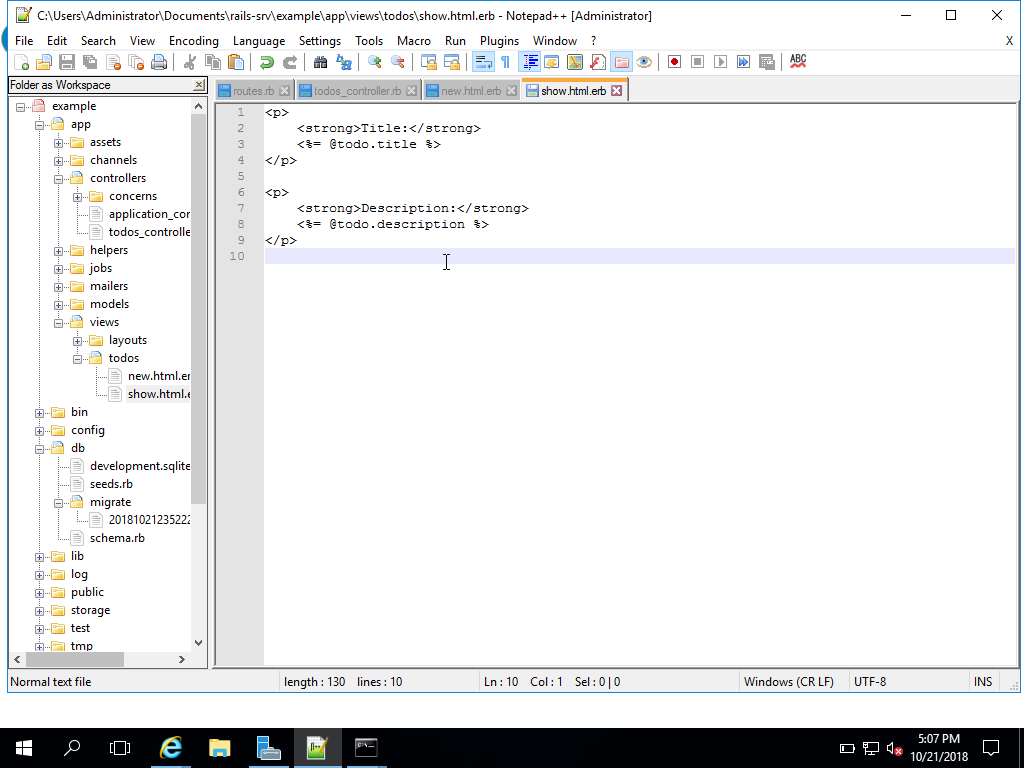 C:\Users\Administrator\Documents\rails-srv\example\app\views\todos\show.html.erb - Notepad++ [Administrator]
File Edit Search View Encoding Language Settings Tools Macro Run Plugins Window ? X
ABC
Folder as Workspace
routes.rb todos_controller.rb new.html.erb show.html.erb
example
app
assets
channels
controllers
concerns
application_cor
todos_controlle
helpers
jobs
mailers
models
views
layouts
todos
new.html.er
show.html.e
bin
config
db
development.sqlite
seeds.rb
migrate
20181021235222
schema.rb
lib
log
public
storage
test
tmp
1 <p>
2 <strong>Title:</strong>
3 <%= @todo.title %>
4 </p>
5
6 <p>
7 <strong>Description:</strong>
8 <%= @todo.description %>
9 </p>
10
Normal text file length : 130 lines : 10 Ln : 10 Col : 1 Sel : 0 | 0 Windows (CR LF) UTF-8 INS
5:07 PM
10/21/2018